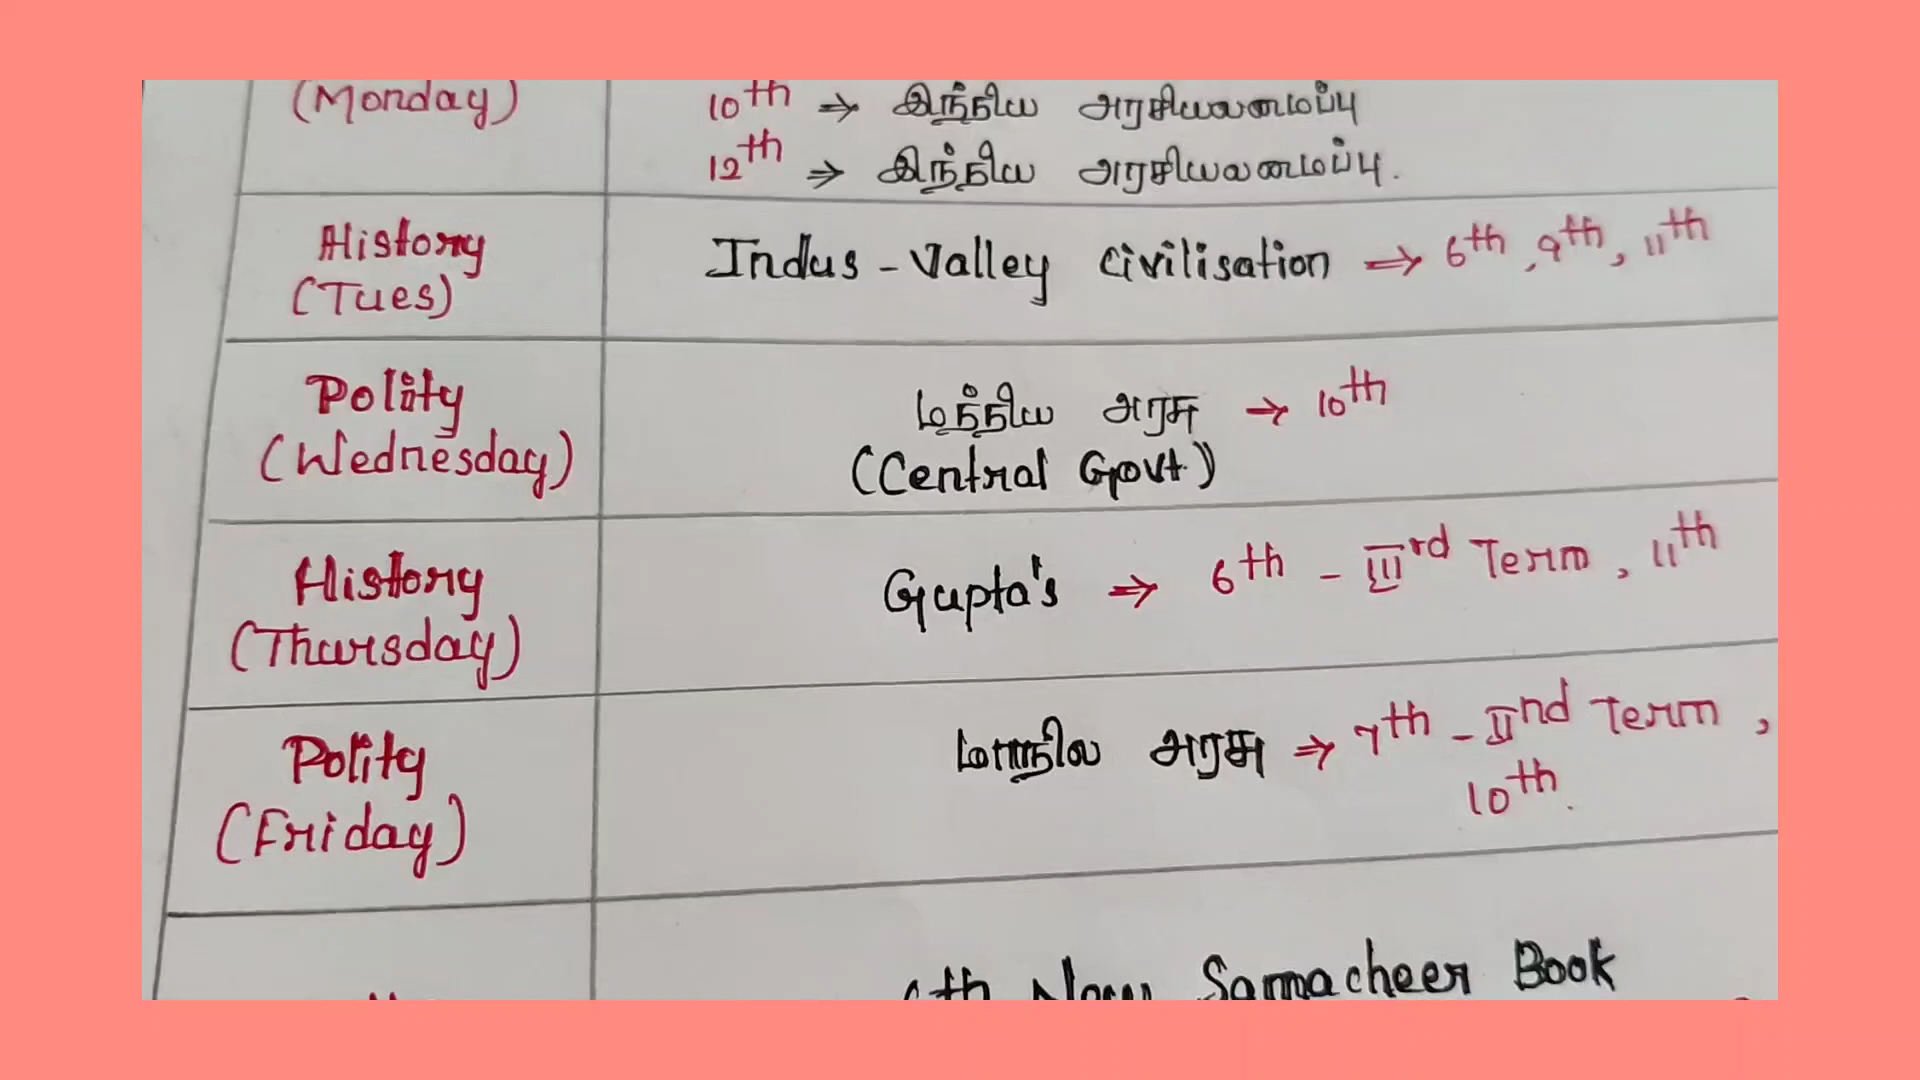 (Monday)
10th → இந்திய அரசியலமைப்பு
12th → இந்திய அரசியலமைப்பு.
History
(Tues)
Indus - Valley Civilisation → 6th, 9th, 11th
Polity
(Wednesday)
மத்திய அரசு → 10th
(Central Govt.)
History
(Thursday)
Gupta's → 6th - IIIrd Term, 11th
Polity
(Friday)
மாநில அரசு → 7th - IInd Term,
10th.
6th New Samacheer Book